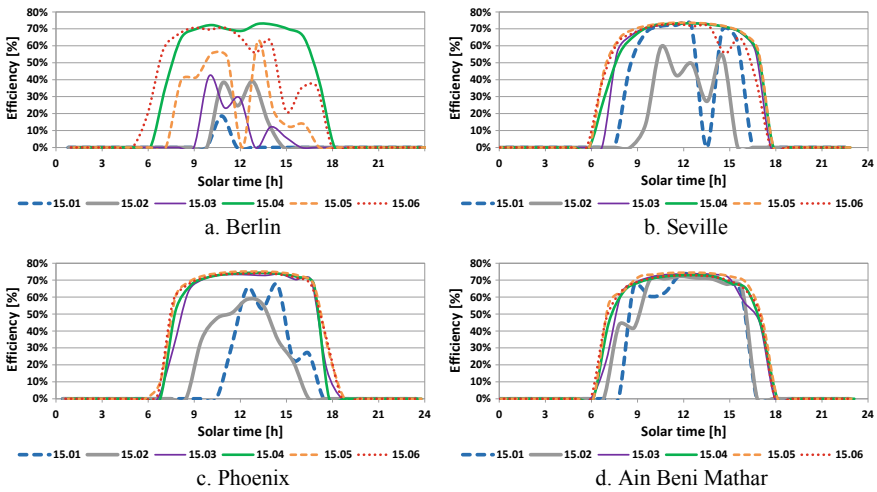 80%
70%
60%
50%
40%
30%
20%
10%
0%
Efficiency [%]
0 3 6 9 12 15 18 21 24
Solar time [h]
15.01 15.02 15.03 15.04 15.05 15.06
a. Berlin
80%
70%
60%
50%
40%
30%
20%
10%
0%
Efficiency [%]
0 3 6 9 12 15 18 21 24
Solar time [h]
15.01 15.02 15.03 15.04 15.05 15.06
b. Seville
80%
70%
60%
50%
40%
30%
20%
10%
0%
Efficiency [%]
0 3 6 9 12 15 18 21 24
Solar time [h]
15.01 15.02 15.03 15.04 15.05 15.06
c. Phoenix
80%
70%
60%
50%
40%
30%
20%
10%
0%
Efficiency [%]
0 3 6 9 12 15 18 21 24
Solar time [h]
15.01 15.02 15.03 15.04 15.05 15.06
d. Ain Beni Mathar